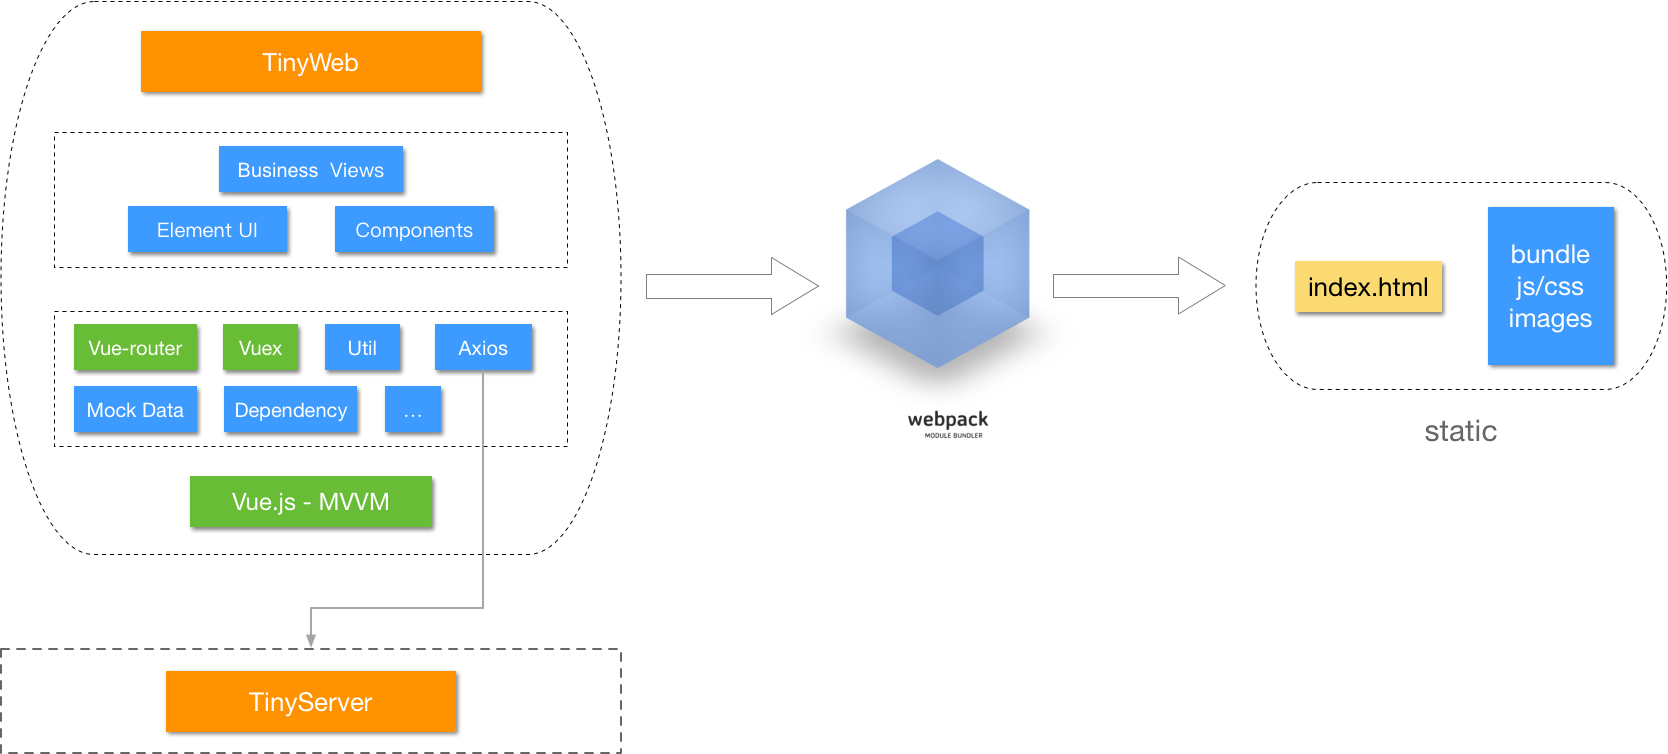 TinyWeb
Business Views
Element UI
Components
Vue-router
Vuex
Util
Axios
Mock Data
Dependency
...
Vue.js - MVVM
TinyServer
webpack
MODULE BUNDLER
index.html
bundle
js/css
images
static